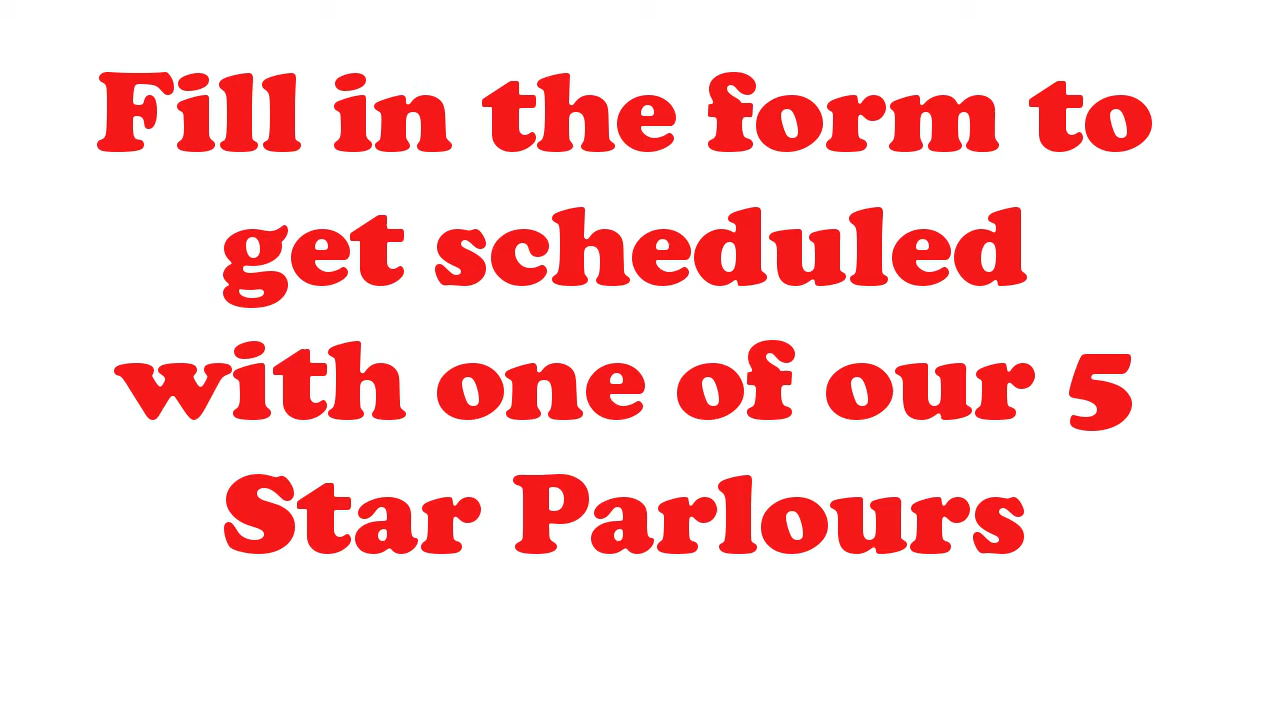 Fill in the form to
get scheduled
with one of our 5
Star Parlours